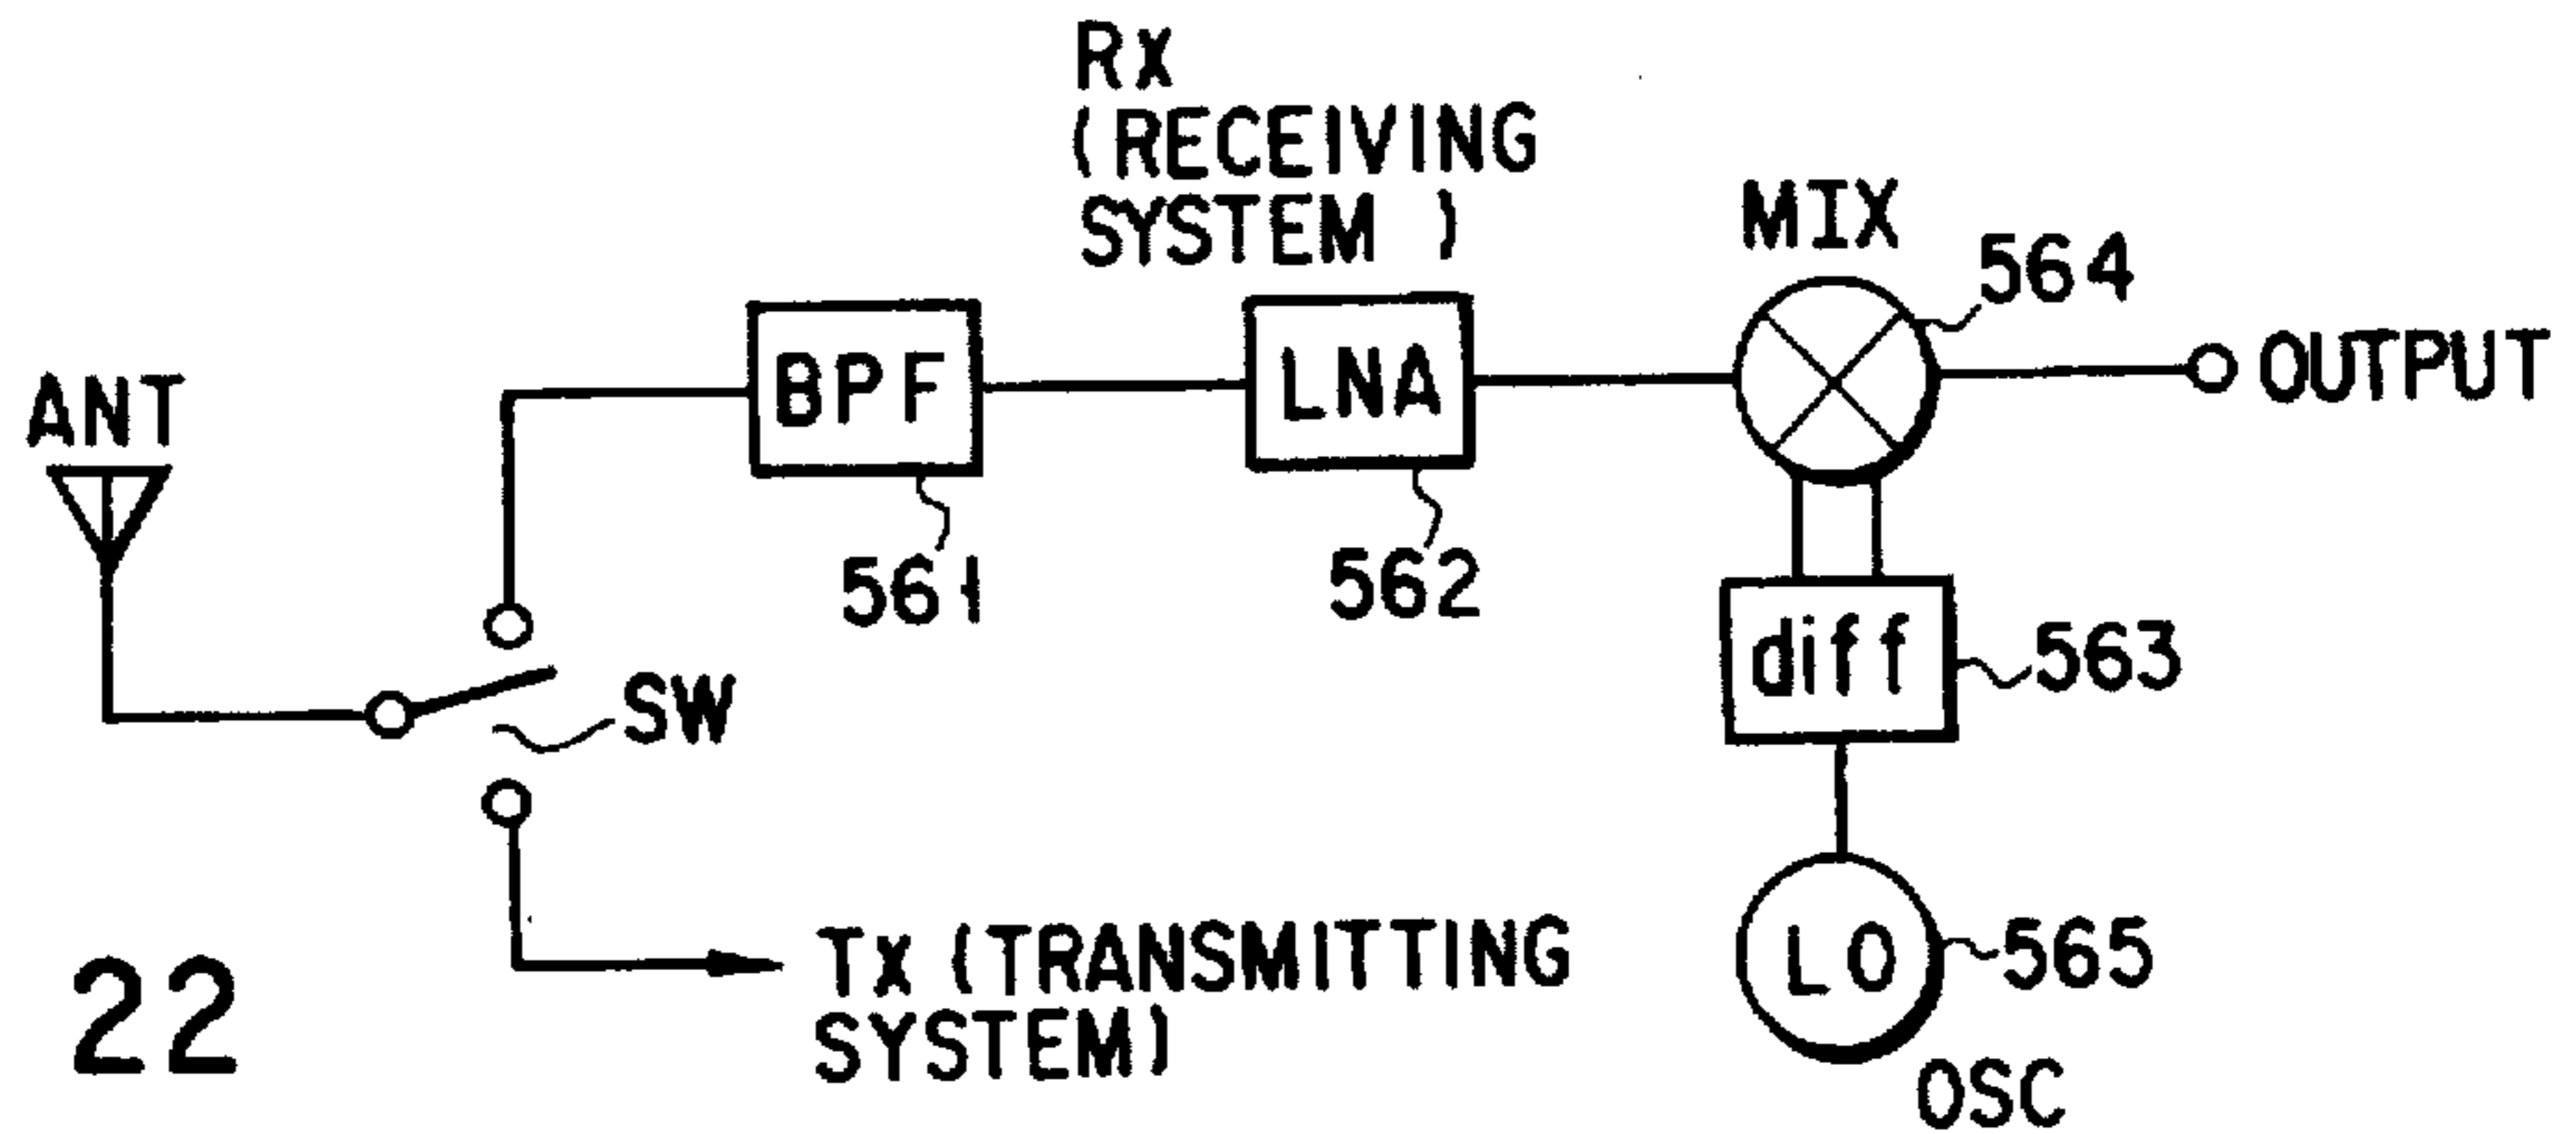 Rx
(RECEIVING
SYSTEM )
MIX
564
ANT
BPF
LNA
OUTPUT
561
562
diff
563
SW
Tx (TRANSMITTING
SYSTEM)
LO
565
OSC
22